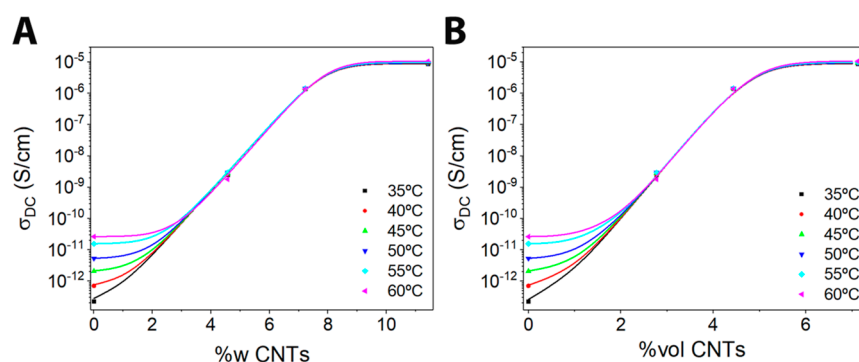 A
σDC (S/cm)
10⁻⁵
10⁻⁶
10⁻⁷
10⁻⁸
10⁻⁹
10⁻¹⁰
10⁻¹¹
10⁻¹²
0 2 4 6 8 10
%w CNTs
35ºC
40ºC
45ºC
50ºC
55ºC
60ºC
B
σDC (S/cm)
10⁻⁵
10⁻⁶
10⁻⁷
10⁻⁸
10⁻⁹
10⁻¹⁰
10⁻¹¹
10⁻¹²
0 2 4 6
%vol CNTs
35ºC
40ºC
45ºC
50ºC
55ºC
60ºC